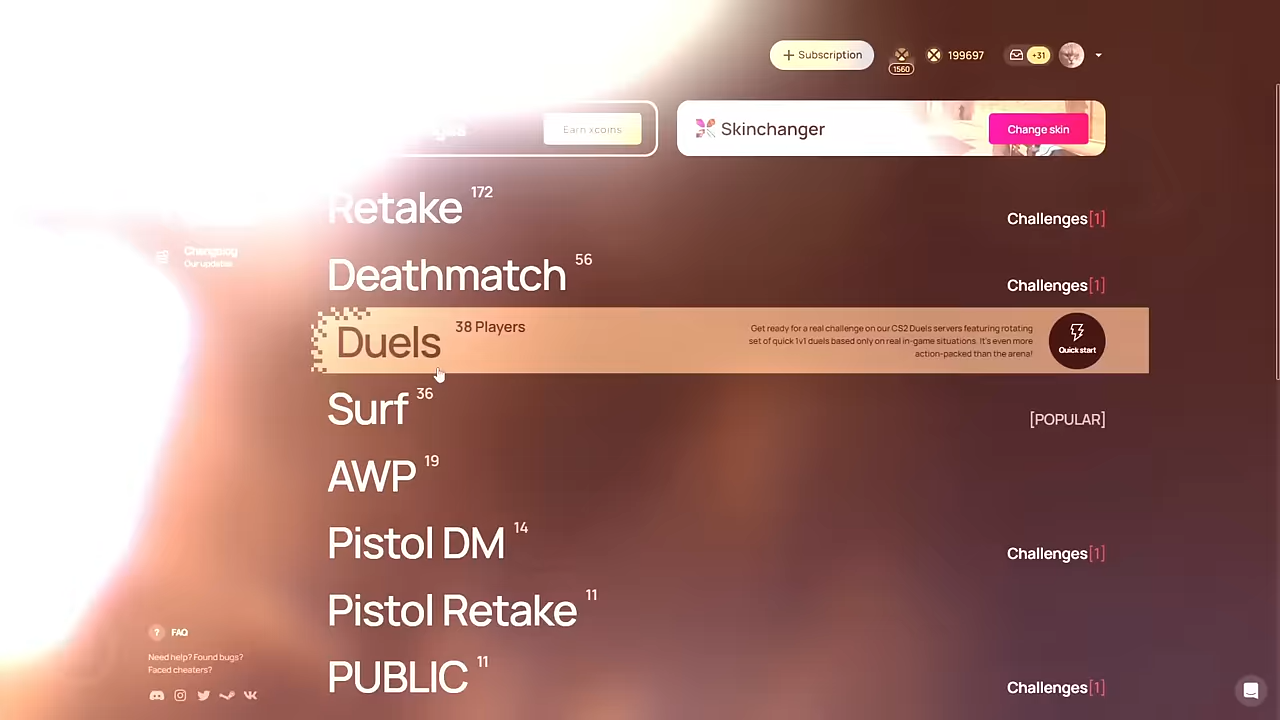 + Subscription
1560
199697
+31
Earn xcoins
Skinchanger
Change skin
Retake 172
Challenges[1]
Changelog
Our updates
Deathmatch 56
Challenges[1]
Duels 38 Players
Get ready for a real challenge on our CS2 Duels servers featuring rotating
set of quick 1v1 duels based only on real in-game situations. It's even more
action-packed than the arena!
Quick start
Surf 36
[POPULAR]
AWP 19
Pistol DM 14
Challenges[1]
Pistol Retake 11
PUBLIC 11
Challenges[1]
? FAQ
Need help? Found bugs?
Faced cheaters?